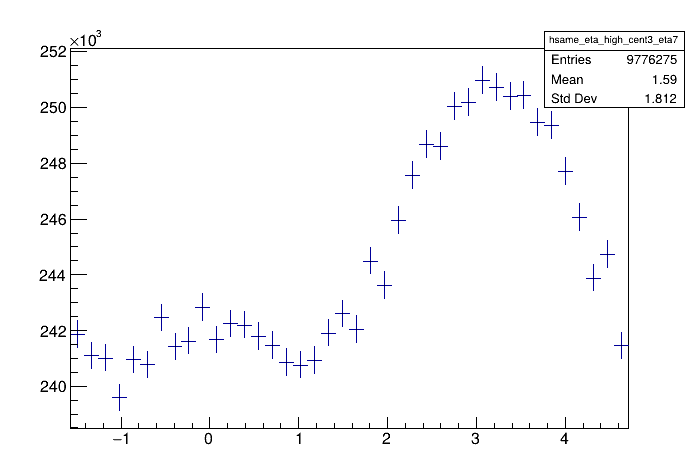 ×10³
hsame_eta_high_cent3_eta7
Entries 9776275
Mean 1.59
Std Dev 1.812
252
250
248
246
244
242
240
−1 0 1 2 3 4